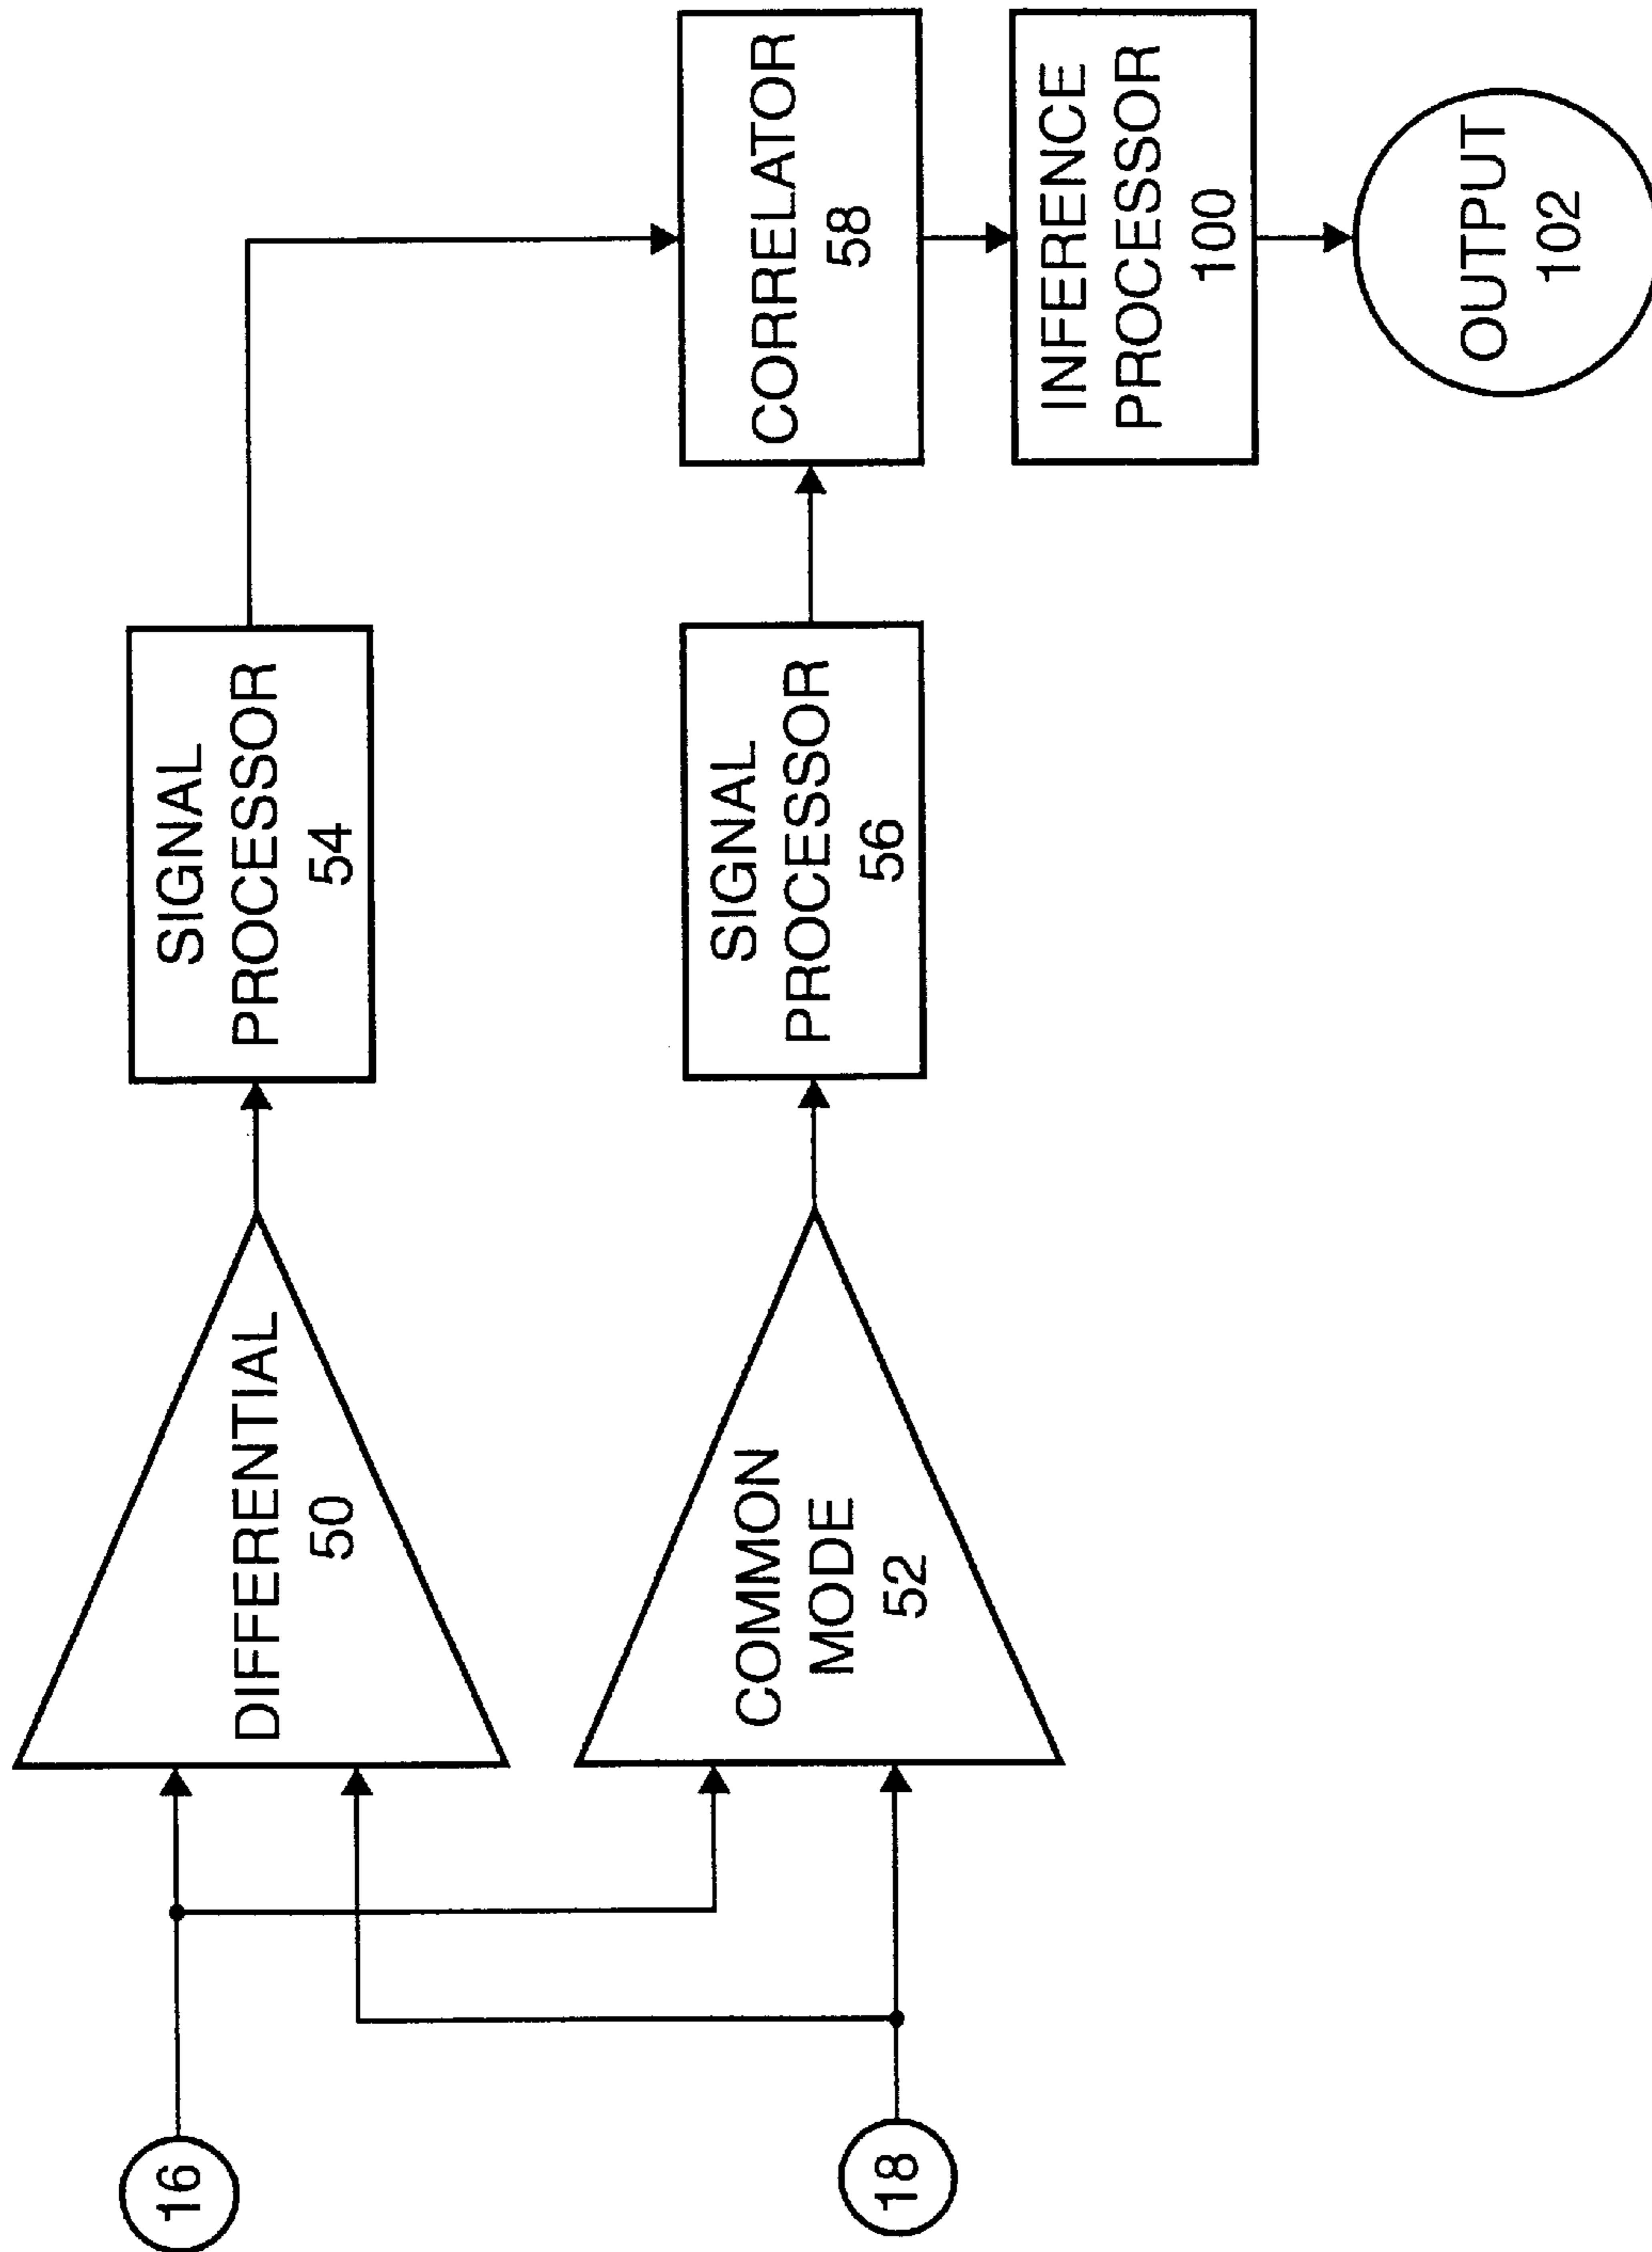 16
18
DIFFERENTIAL
50
COMMON
MODE
52
SIGNAL
PROCESSOR
54
SIGNAL
PROCESSOR
56
CORRELATOR
58
INFERENCE
PROCESSOR
100
OUTPUT
102